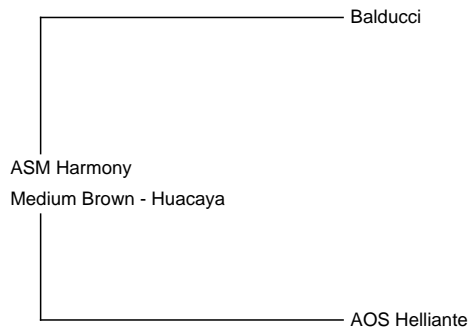 Balducci
ASM Harmony
Medium Brown - Huacaya
AOS Helliante